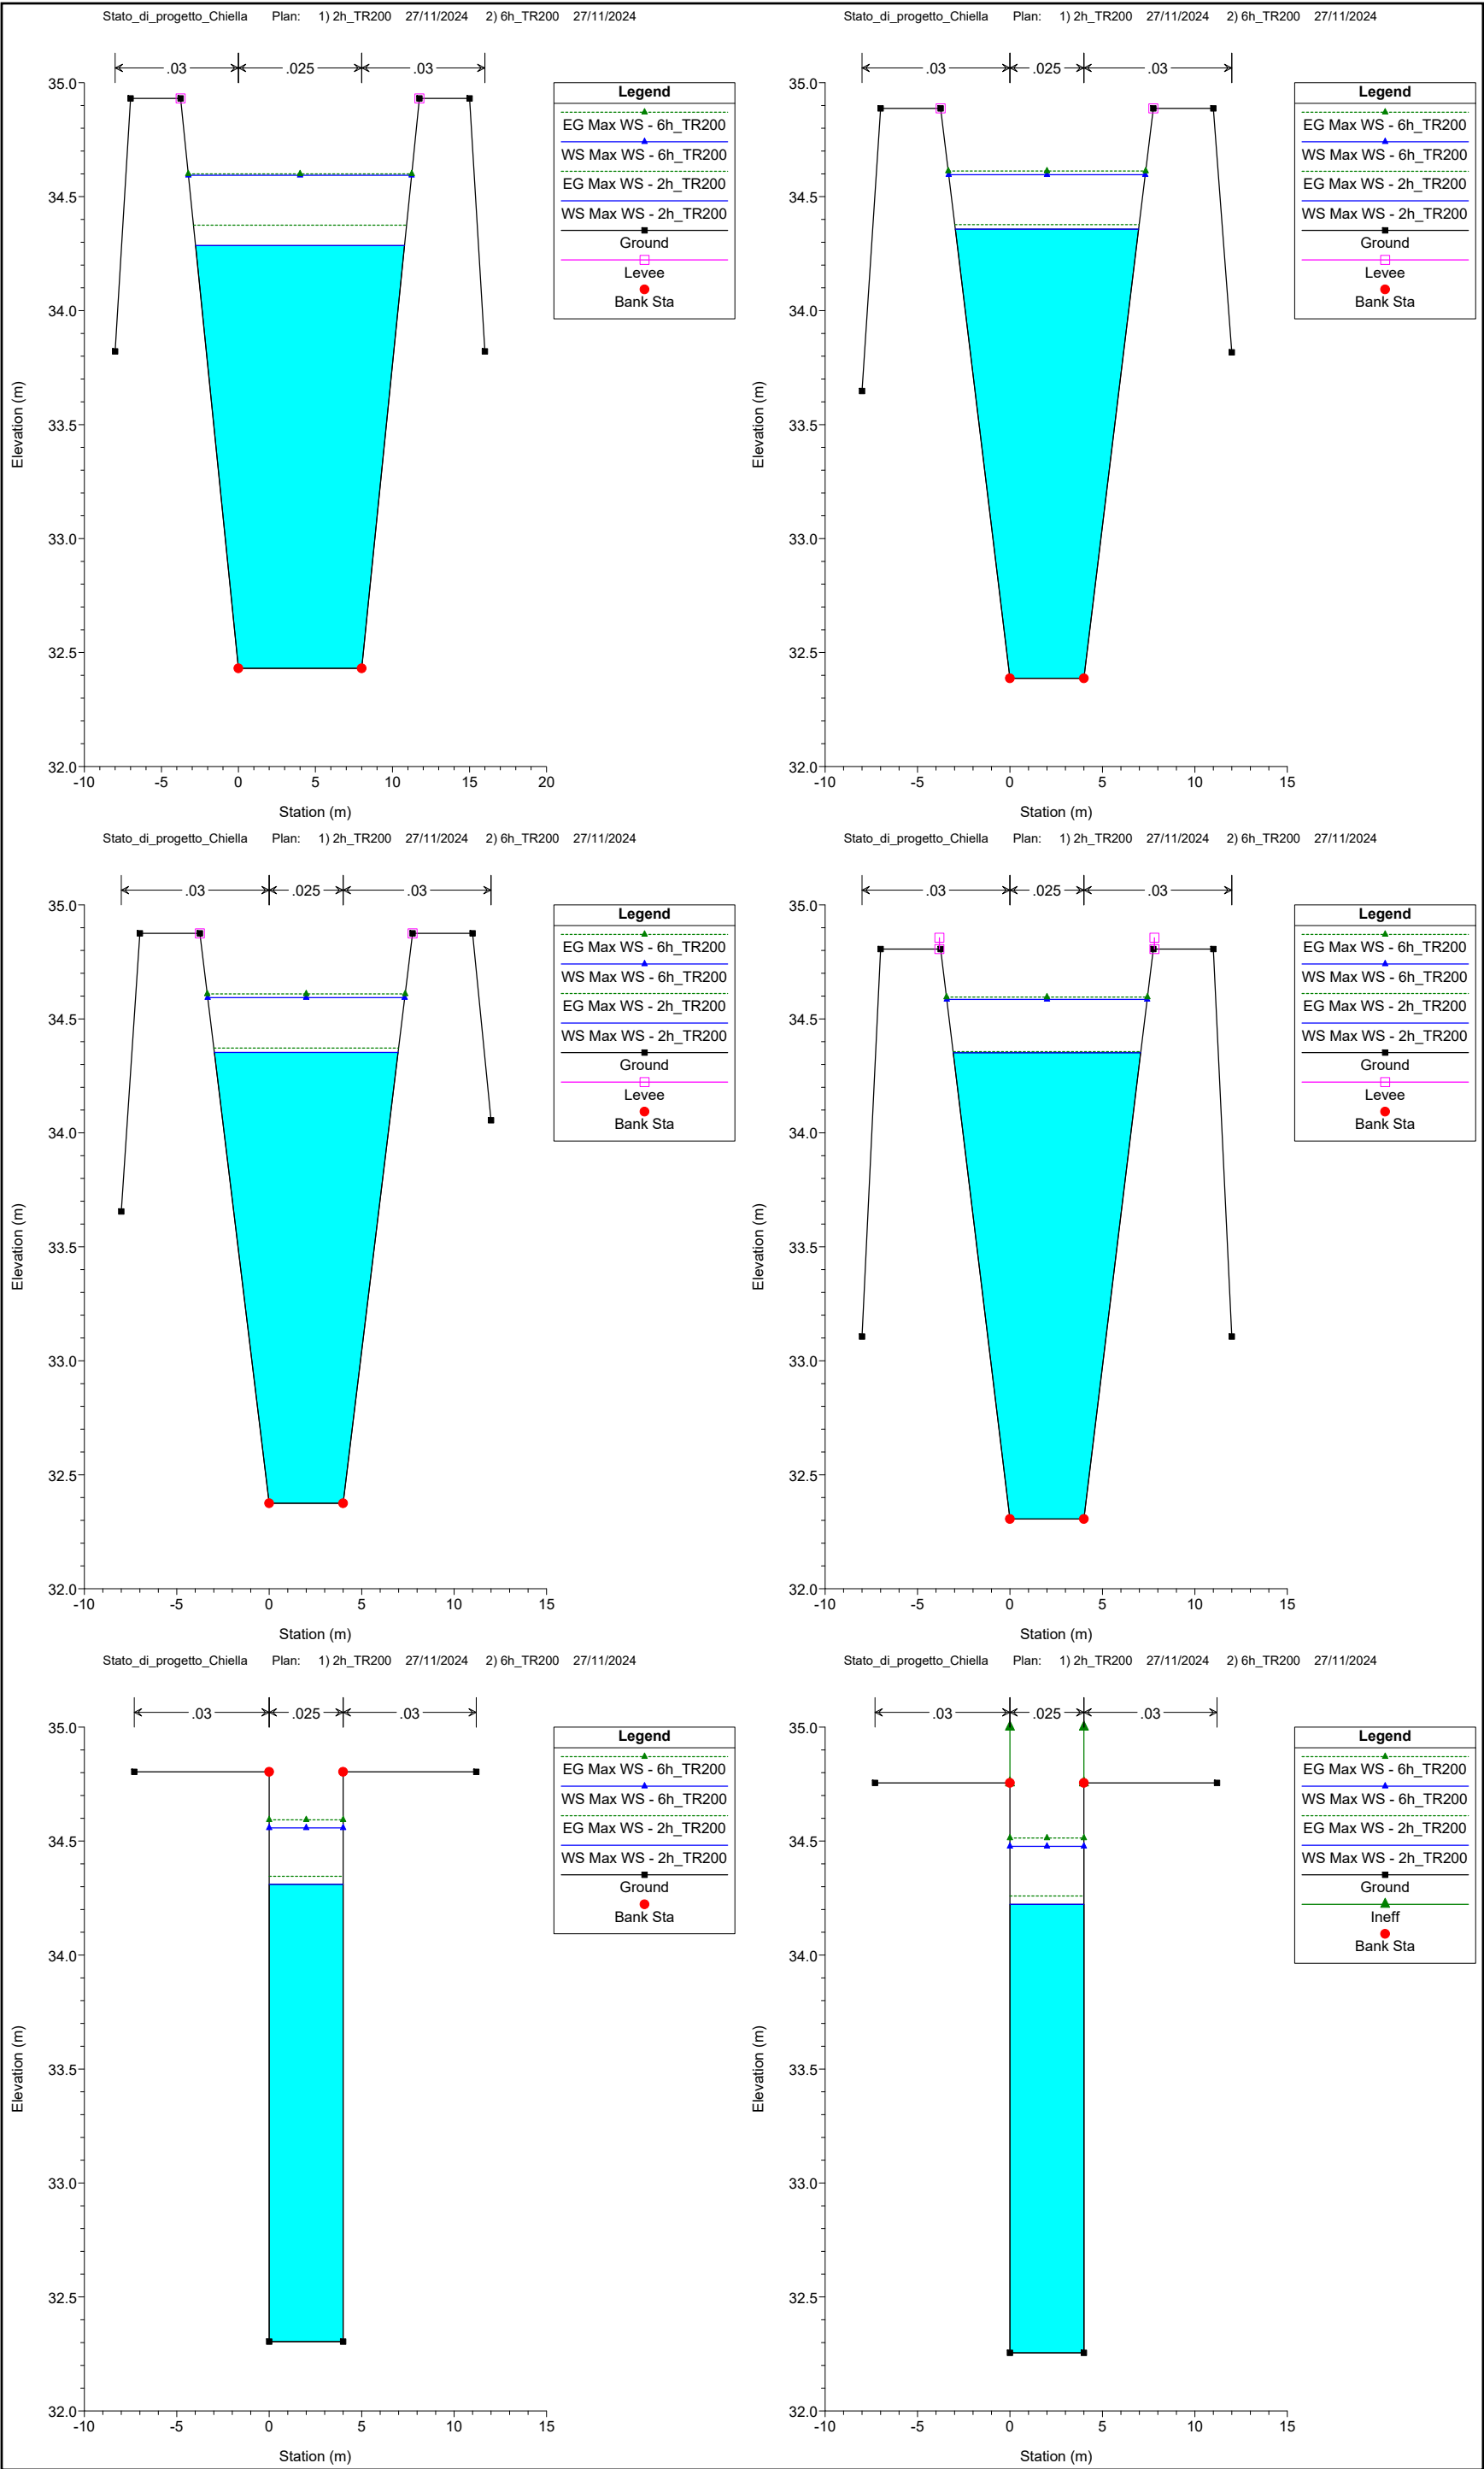 Stato_di_progetto_Chiella Plan: 1) 2h_TR200 27/11/2024 2) 6h_TR200 27/11/2024
.03 .025 .03
35.0
34.5
34.0
33.5
33.0
32.5
32.0
-10 -5 0 5 10 15 20
Station (m)
Elevation (m)
Legend
EG Max WS - 6h_TR200
WS Max WS - 6h_TR200
EG Max WS - 2h_TR200
WS Max WS - 2h_TR200
Ground
Levee
Bank Sta
Stato_di_progetto_Chiella Plan: 1) 2h_TR200 27/11/2024 2) 6h_TR200 27/11/2024
.03 .025 .03
35.0
34.5
34.0
33.5
33.0
32.5
32.0
-10 -5 0 5 10 15
Station (m)
Elevation (m)
Legend
EG Max WS - 6h_TR200
WS Max WS - 6h_TR200
EG Max WS - 2h_TR200
WS Max WS - 2h_TR200
Ground
Levee
Bank Sta
Stato_di_progetto_Chiella Plan: 1) 2h_TR200 27/11/2024 2) 6h_TR200 27/11/2024
.03 .025 .03
35.0
34.5
34.0
33.5
33.0
32.5
32.0
-10 -5 0 5 10 15
Station (m)
Elevation (m)
Legend
EG Max WS - 6h_TR200
WS Max WS - 6h_TR200
EG Max WS - 2h_TR200
WS Max WS - 2h_TR200
Ground
Levee
Bank Sta
Stato_di_progetto_Chiella Plan: 1) 2h_TR200 27/11/2024 2) 6h_TR200 27/11/2024
.03 .025 .03
35.0
34.5
34.0
33.5
33.0
32.5
32.0
-10 -5 0 5 10 15
Station (m)
Elevation (m)
Legend
EG Max WS - 6h_TR200
WS Max WS - 6h_TR200
EG Max WS - 2h_TR200
WS Max WS - 2h_TR200
Ground
Levee
Bank Sta
Stato_di_progetto_Chiella Plan: 1) 2h_TR200 27/11/2024 2) 6h_TR200 27/11/2024
.03 .025 .03
35.0
34.5
34.0
33.5
33.0
32.5
32.0
-10 -5 0 5 10 15
Station (m)
Elevation (m)
Legend
EG Max WS - 6h_TR200
WS Max WS - 6h_TR200
EG Max WS - 2h_TR200
WS Max WS - 2h_TR200
Ground
Bank Sta
Stato_di_progetto_Chiella Plan: 1) 2h_TR200 27/11/2024 2) 6h_TR200 27/11/2024
.03 .025 .03
35.0
34.5
34.0
33.5
33.0
32.5
32.0
-10 -5 0 5 10 15
Station (m)
Elevation (m)
Legend
EG Max WS - 6h_TR200
WS Max WS - 6h_TR200
EG Max WS - 2h_TR200
WS Max WS - 2h_TR200
Ground
Ineff
Bank Sta